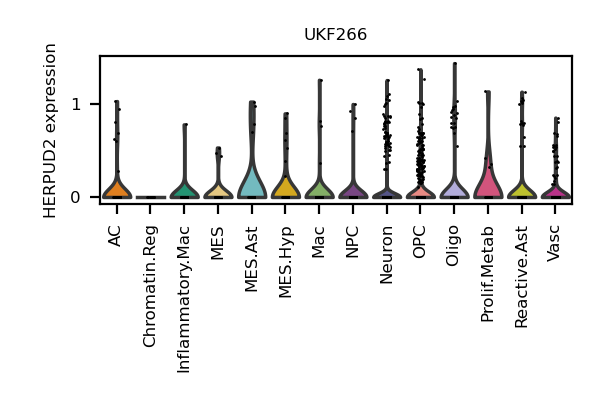 UKF266
HERPUD2 expression
1
0
AC
Chromatin.Reg
Inflammatory.Mac
MES
MES.Ast
MES.Hyp
Mac
NPC
Neuron
OPC
Oligo
Prolif.Metab
Reactive.Ast
Vasc